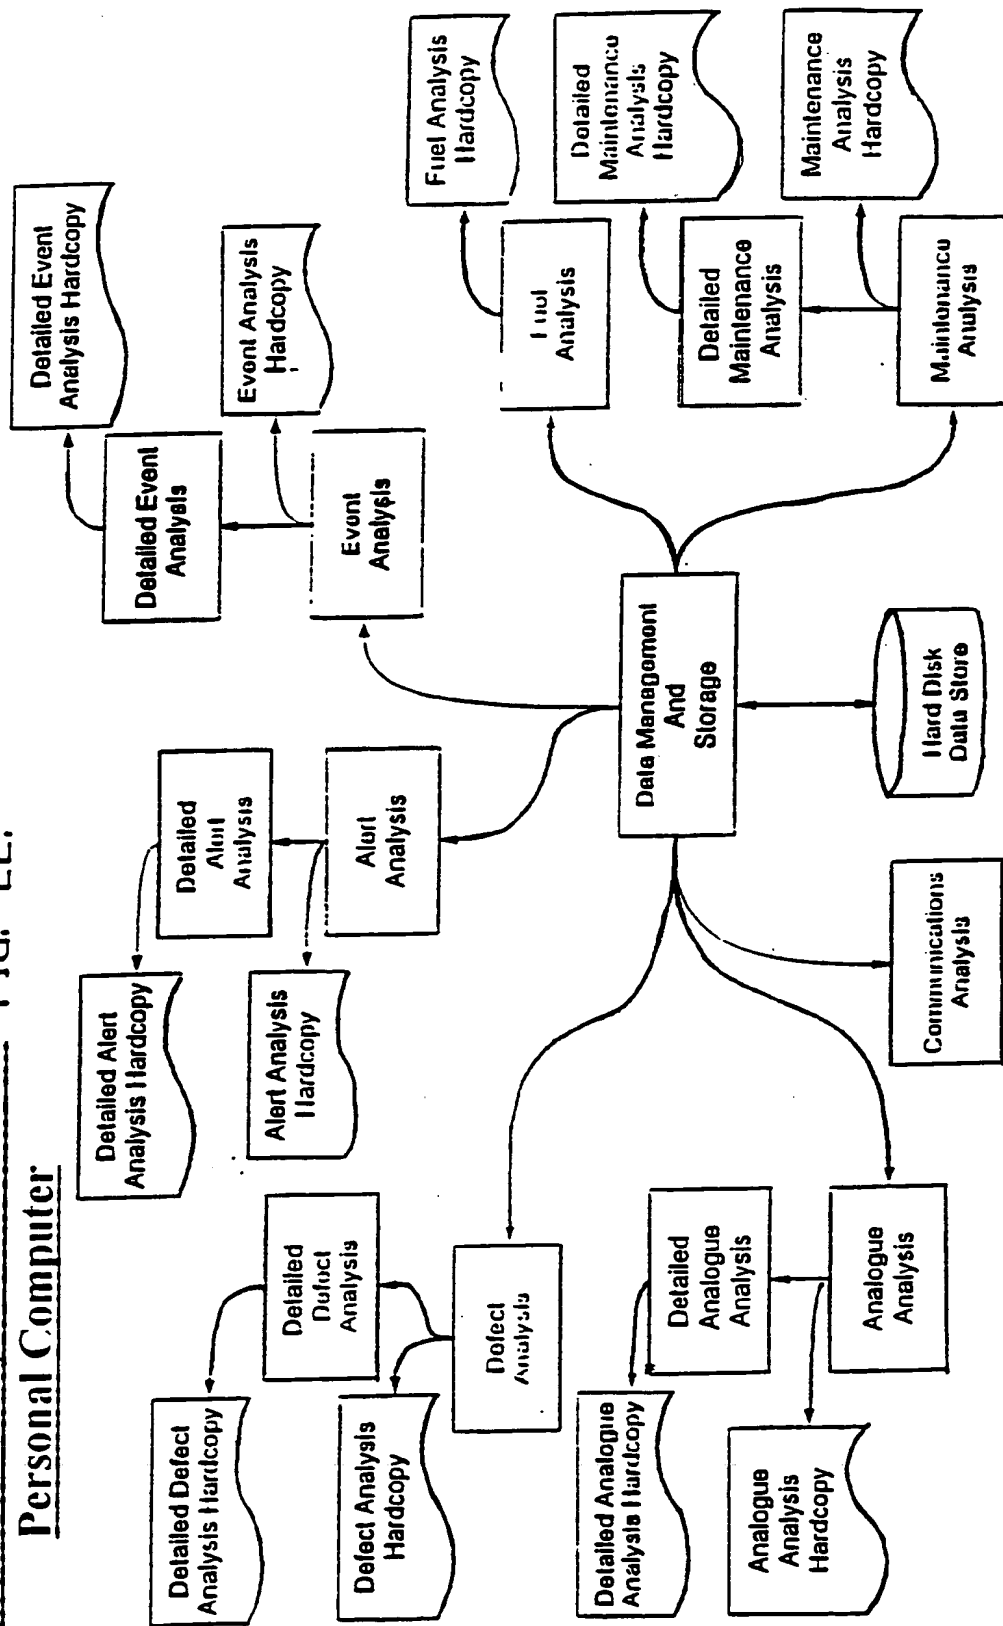 Personal Computer
Detailed Defect
Analysis Hardcopy
Detailed
Defect
Analysis
Defect Analysis
Hardcopy
Defect
Analysis
Detailed Analogue
Analysis Hardcopy
Detailed
Analogue
Analysis
Analogue
Analysis
Hardcopy
Analogue
Analysis
Detailed Alert
Analysis Hardcopy
Detailed
Alert
Analysis
Alert Analysis
Hardcopy
Alert
Analysis
Communications
Analysis
Data Management
And
Storage
Hard Disk
Data Store
Detailed Event
Analysis Hardcopy
Detailed Event
Analysis
Event Analysis
Hardcopy
Event
Analysis
Fuel Analysis
Hardcopy
Fuel
Analysis
Detailed
Maintenance
Analysis
Hardcopy
Detailed
Maintenance
Analysis
Maintenance
Analysis
Hardcopy
Maintenance
Analysis